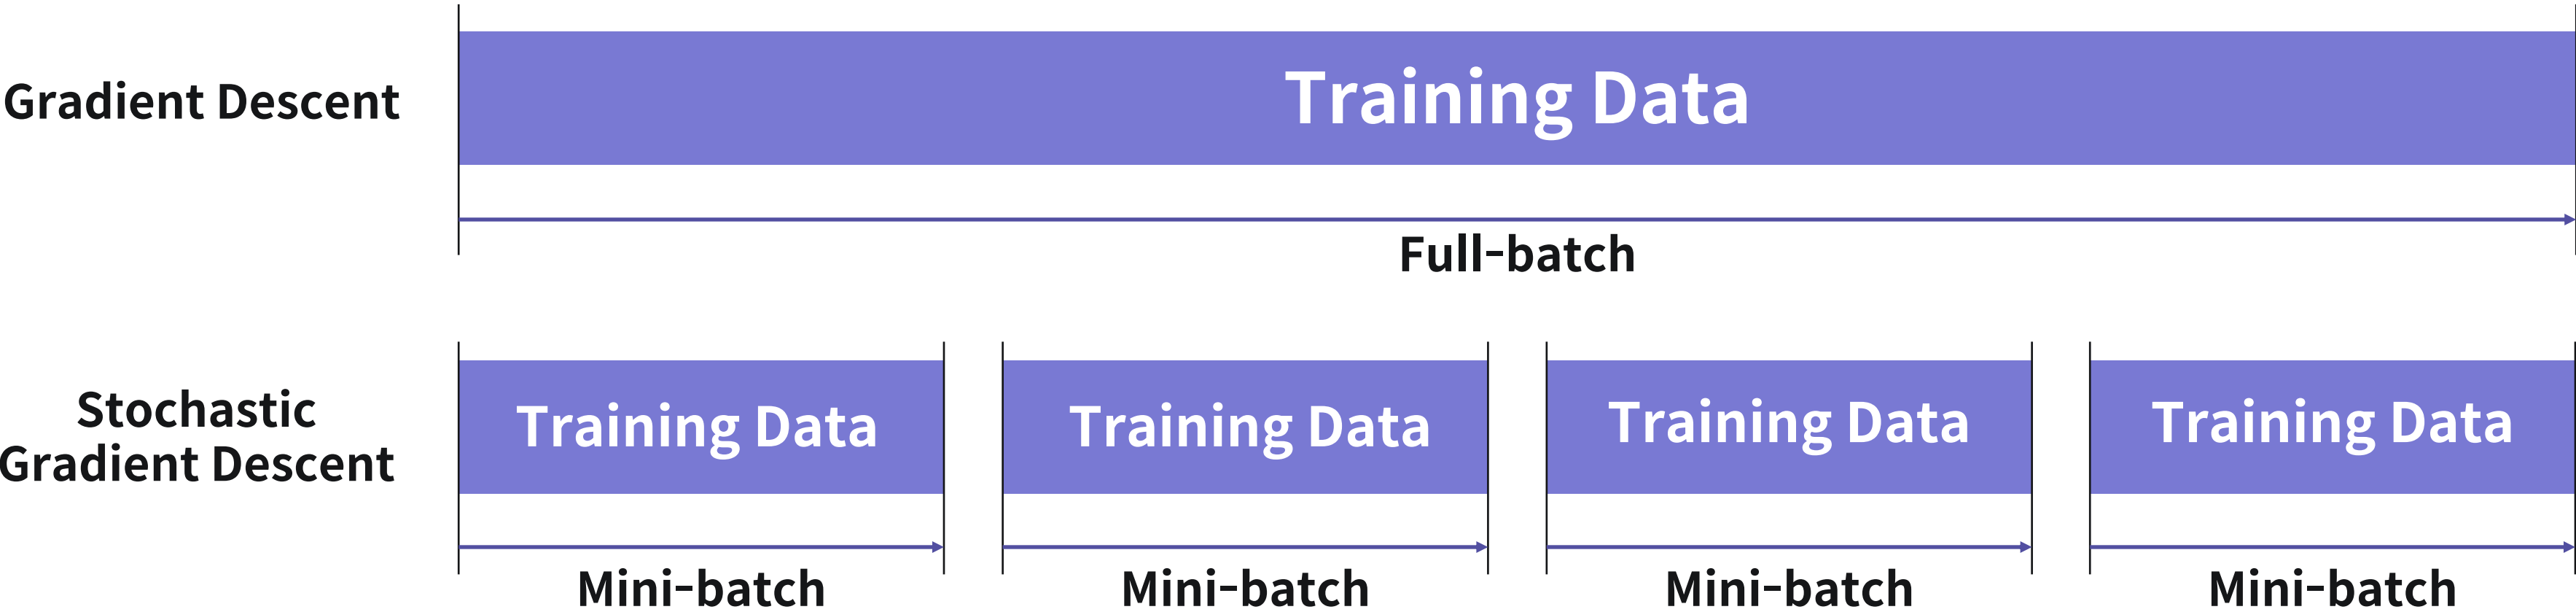 Gradient Descent
Training Data
Full-batch
Stochastic
Gradient Descent
Training Data
Training Data
Training Data
Training Data
Mini-batch
Mini-batch
Mini-batch
Mini-batch